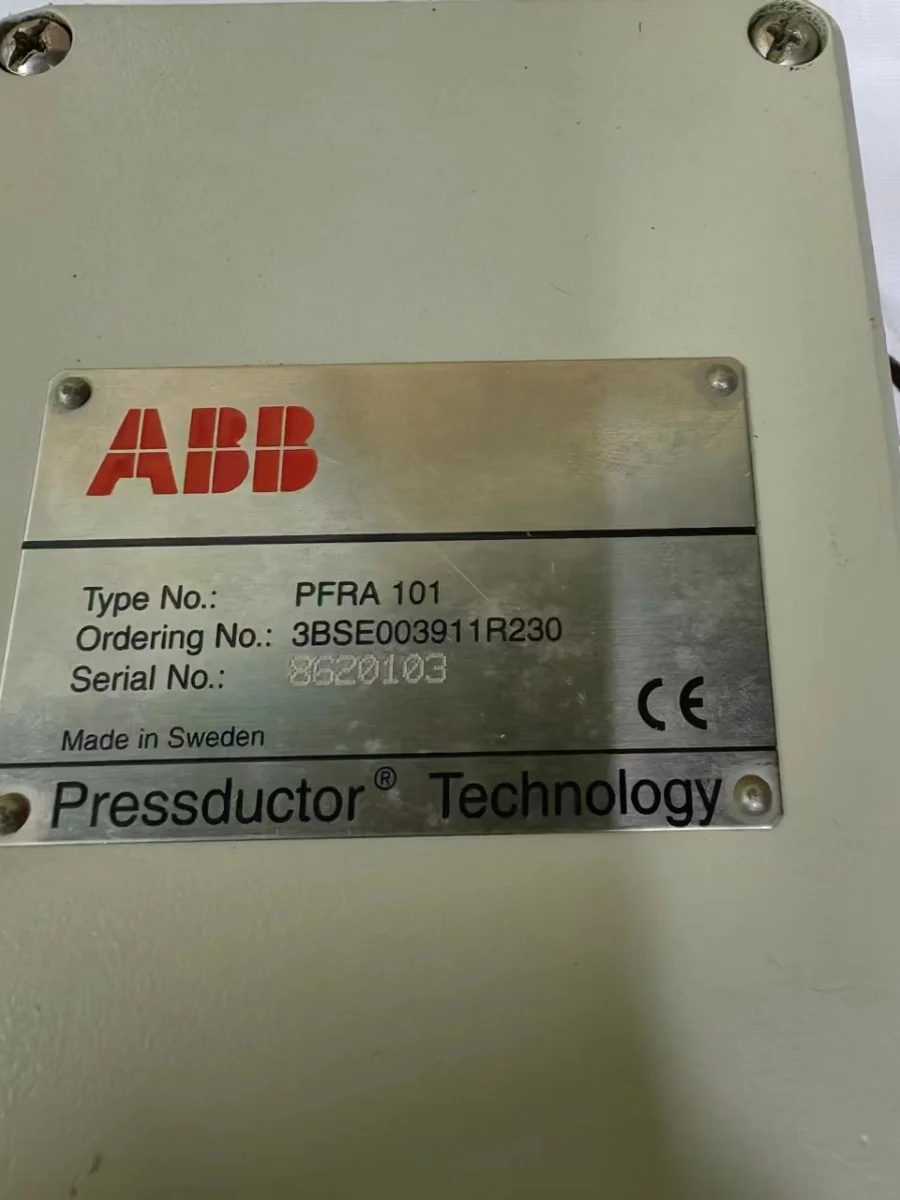 ABB
Type No.: PFRA 101
Ordering No.: 3BSE003911R230
Serial No.: 8620103
CE
Made in Sweden
Pressductor® Technology